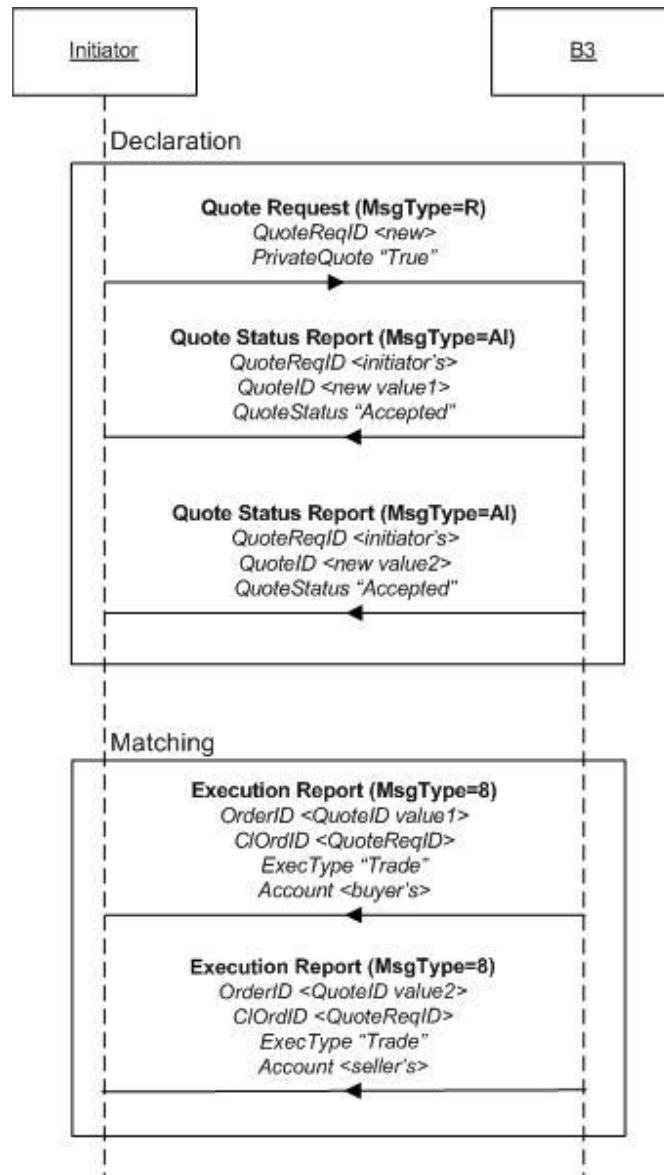 Initiator
B3
Declaration
Quote Request (MsgType=R)
QuoteReqID <new>
PrivateQuote “True”
Quote Status Report (MsgType=AI)
QuoteReqID <initiator’s>
QuoteID <new value1>
QuoteStatus “Accepted”
Quote Status Report (MsgType=AI)
QuoteReqID <initiator’s>
QuoteID <new value2>
QuoteStatus “Accepted”
Matching
Execution Report (MsgType=8)
OrderID <QuoteID value1>
ClOrdID <QuoteReqID>
ExecType “Trade”
Account <buyer’s>
Execution Report (MsgType=8)
OrderID <QuoteID value2>
ClOrdID <QuoteReqID>
ExecType “Trade”
Account <seller’s>